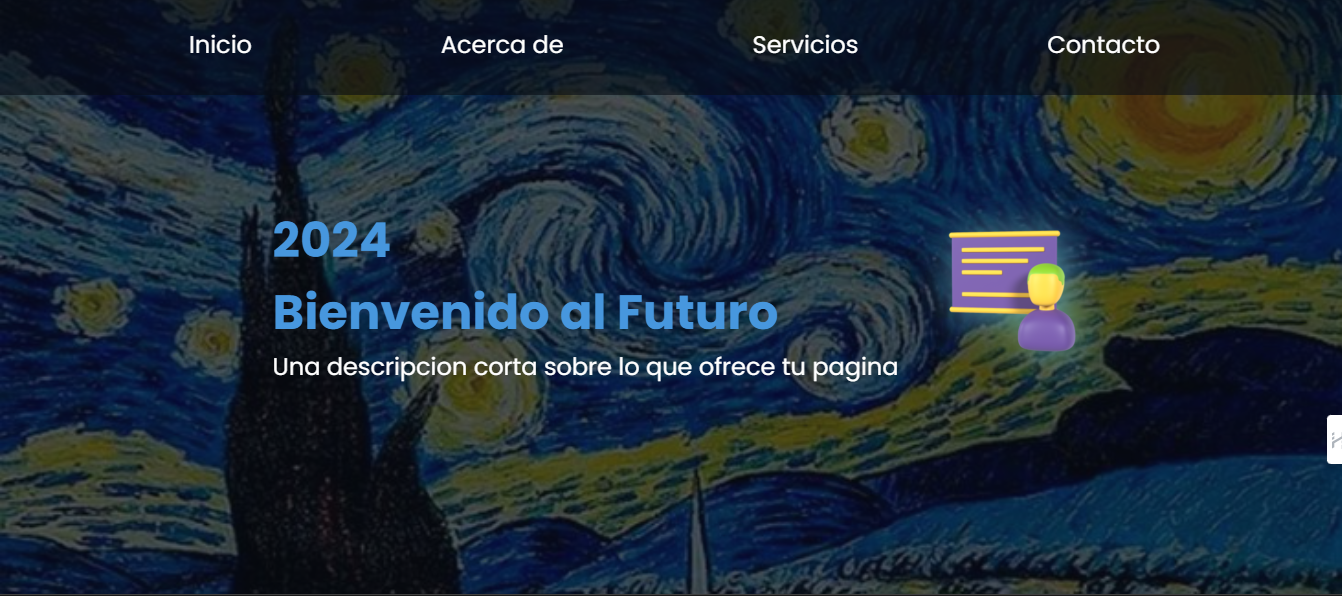 Inicio Acerca de Servicios Contacto
2024
Bienvenido al Futuro
Una descripcion corta sobre lo que ofrece tu pagina